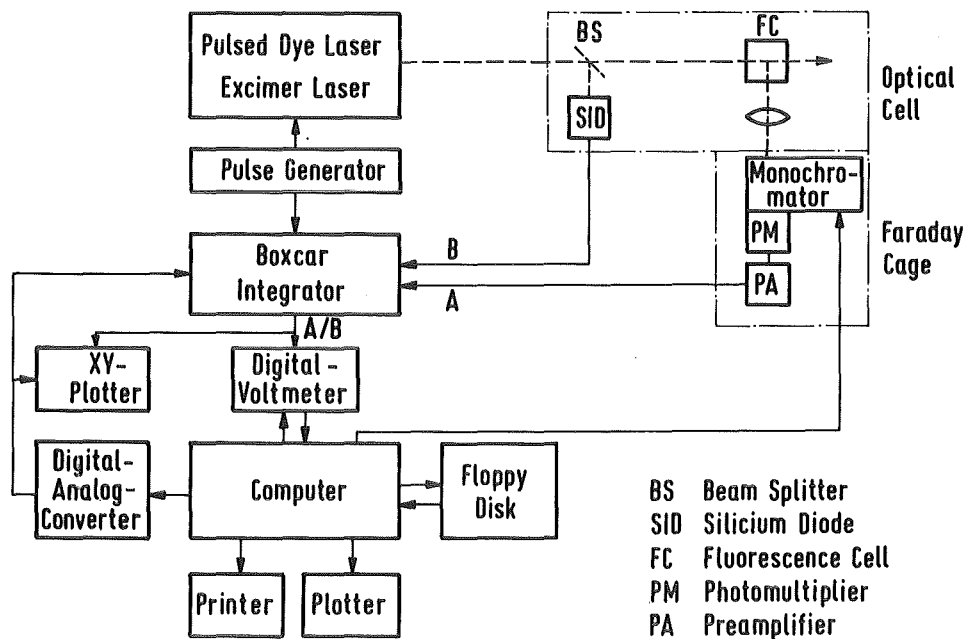 Pulsed Dye Laser
Excimer Laser
BS
FC
SID
Optical
Cell
Pulse Generator
Monochro-
mator
PM
PA
Faraday
Cage
Boxcar
Integrator
B
A
A/B
XY-
Plotter
Digital-
Voltmeter
Digital-
Analog-
Converter
Computer
Floppy
Disk
Printer
Plotter
BS Beam Splitter
SID Silicium Diode
FC Fluorescence Cell
PM Photomultiplier
PA Preamplifier